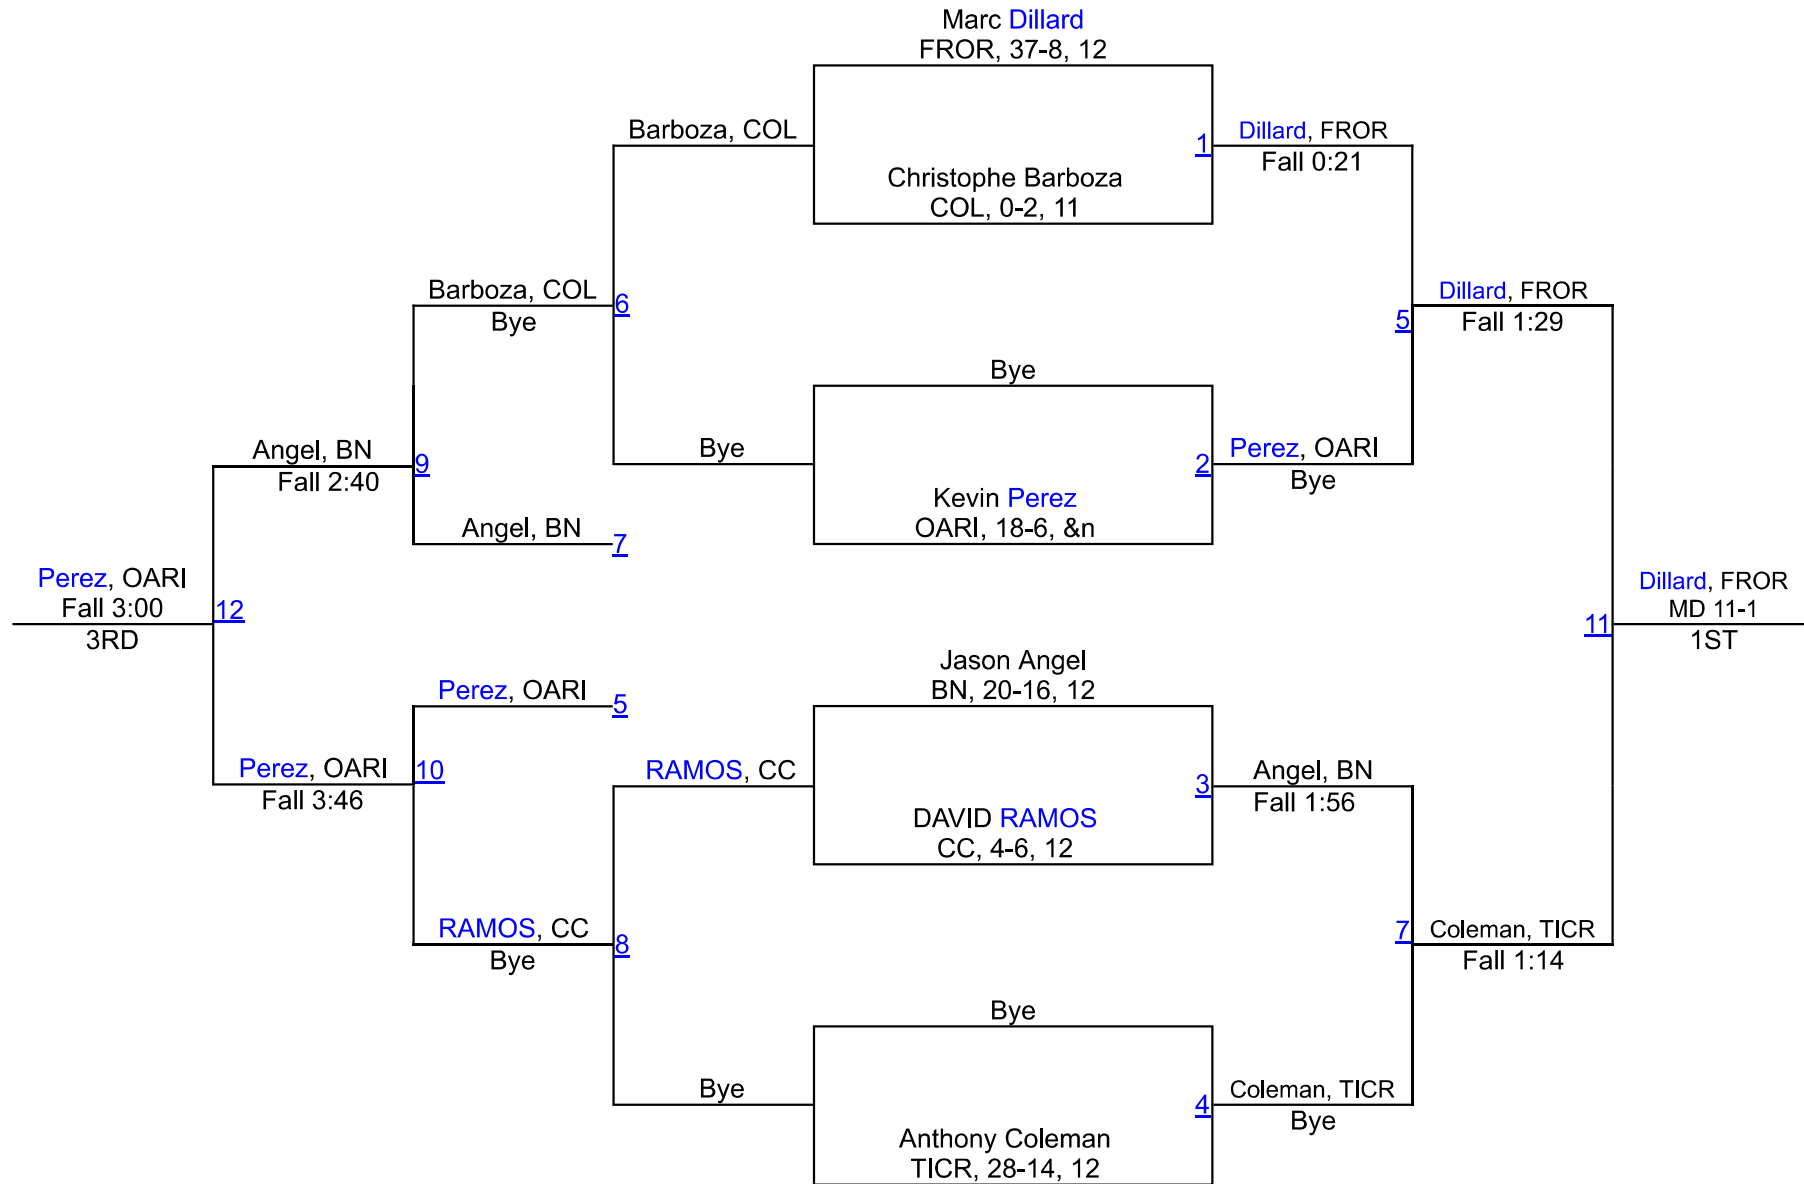 Marc Dillard
FROR, 37-8, 12
Barboza, COL
1
Dillard, FROR
Fall 0:21
Christophe Barboza
COL, 0-2, 11
Barboza, COL
Bye
6
5
Dillard, FROR
Fall 1:29
Bye
Angel, BN
Fall 2:40
9
Bye
2
Perez, OARI
Bye
Kevin Perez
OARI, 18-6, &n
Angel, BN
7
Perez, OARI
Fall 3:00
3RD
12
11
Dillard, FROR
MD 11-1
1ST
Jason Angel
BN, 20-16, 12
Perez, OARI
5
Perez, OARI
Fall 3:46
10
RAMOS, CC
3
Angel, BN
Fall 1:56
DAVID RAMOS
CC, 4-6, 12
RAMOS, CC
Bye
8
7
Coleman, TICR
Fall 1:14
Bye
Bye
4
Coleman, TICR
Bye
Anthony Coleman
TICR, 28-14, 12